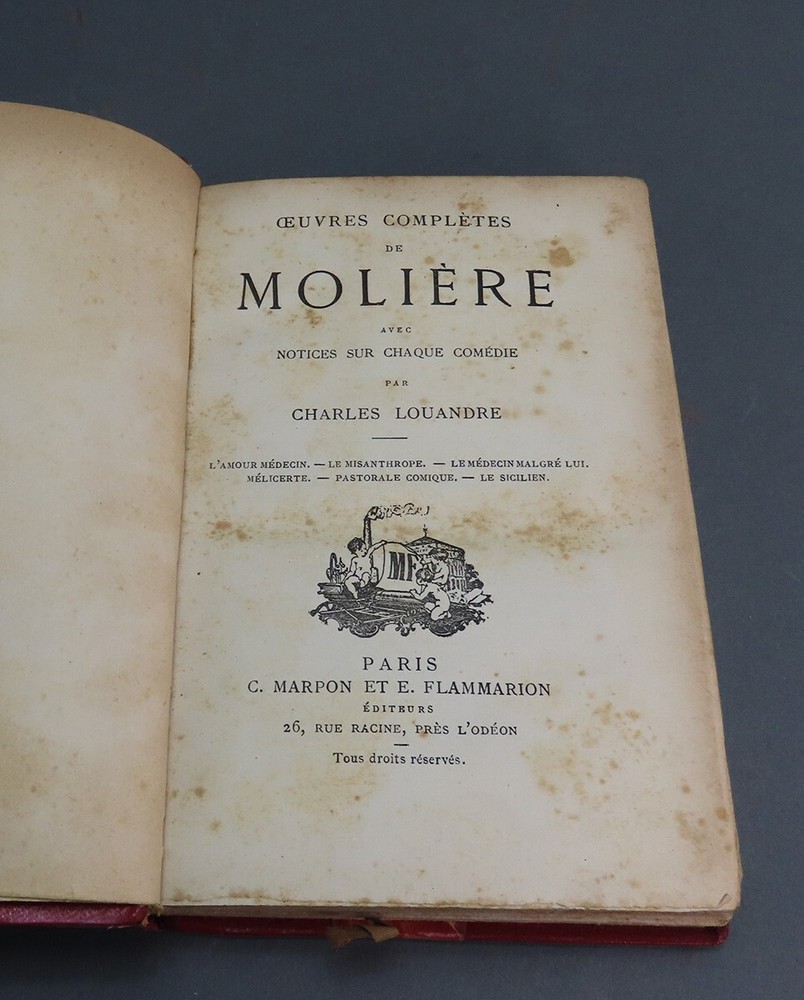 ŒUVRES COMPLÈTES
DE
MOLIÈRE
AVEC
NOTICES SUR CHAQUE COMÉDIE
PAR
CHARLES LOUANDRE
L'AMOUR MÉDECIN. — LE MISANTHROPE. — LE MÉDECIN MALGRÉ LUI.
MÉLICERTE. — PASTORALE COMIQUE. — LE SICILIEN.
MF
PARIS
C. MARPON ET E. FLAMMARION
ÉDITEURS
26, RUE RACINE, PRÈS L'ODÉON
Tous droits réservés.